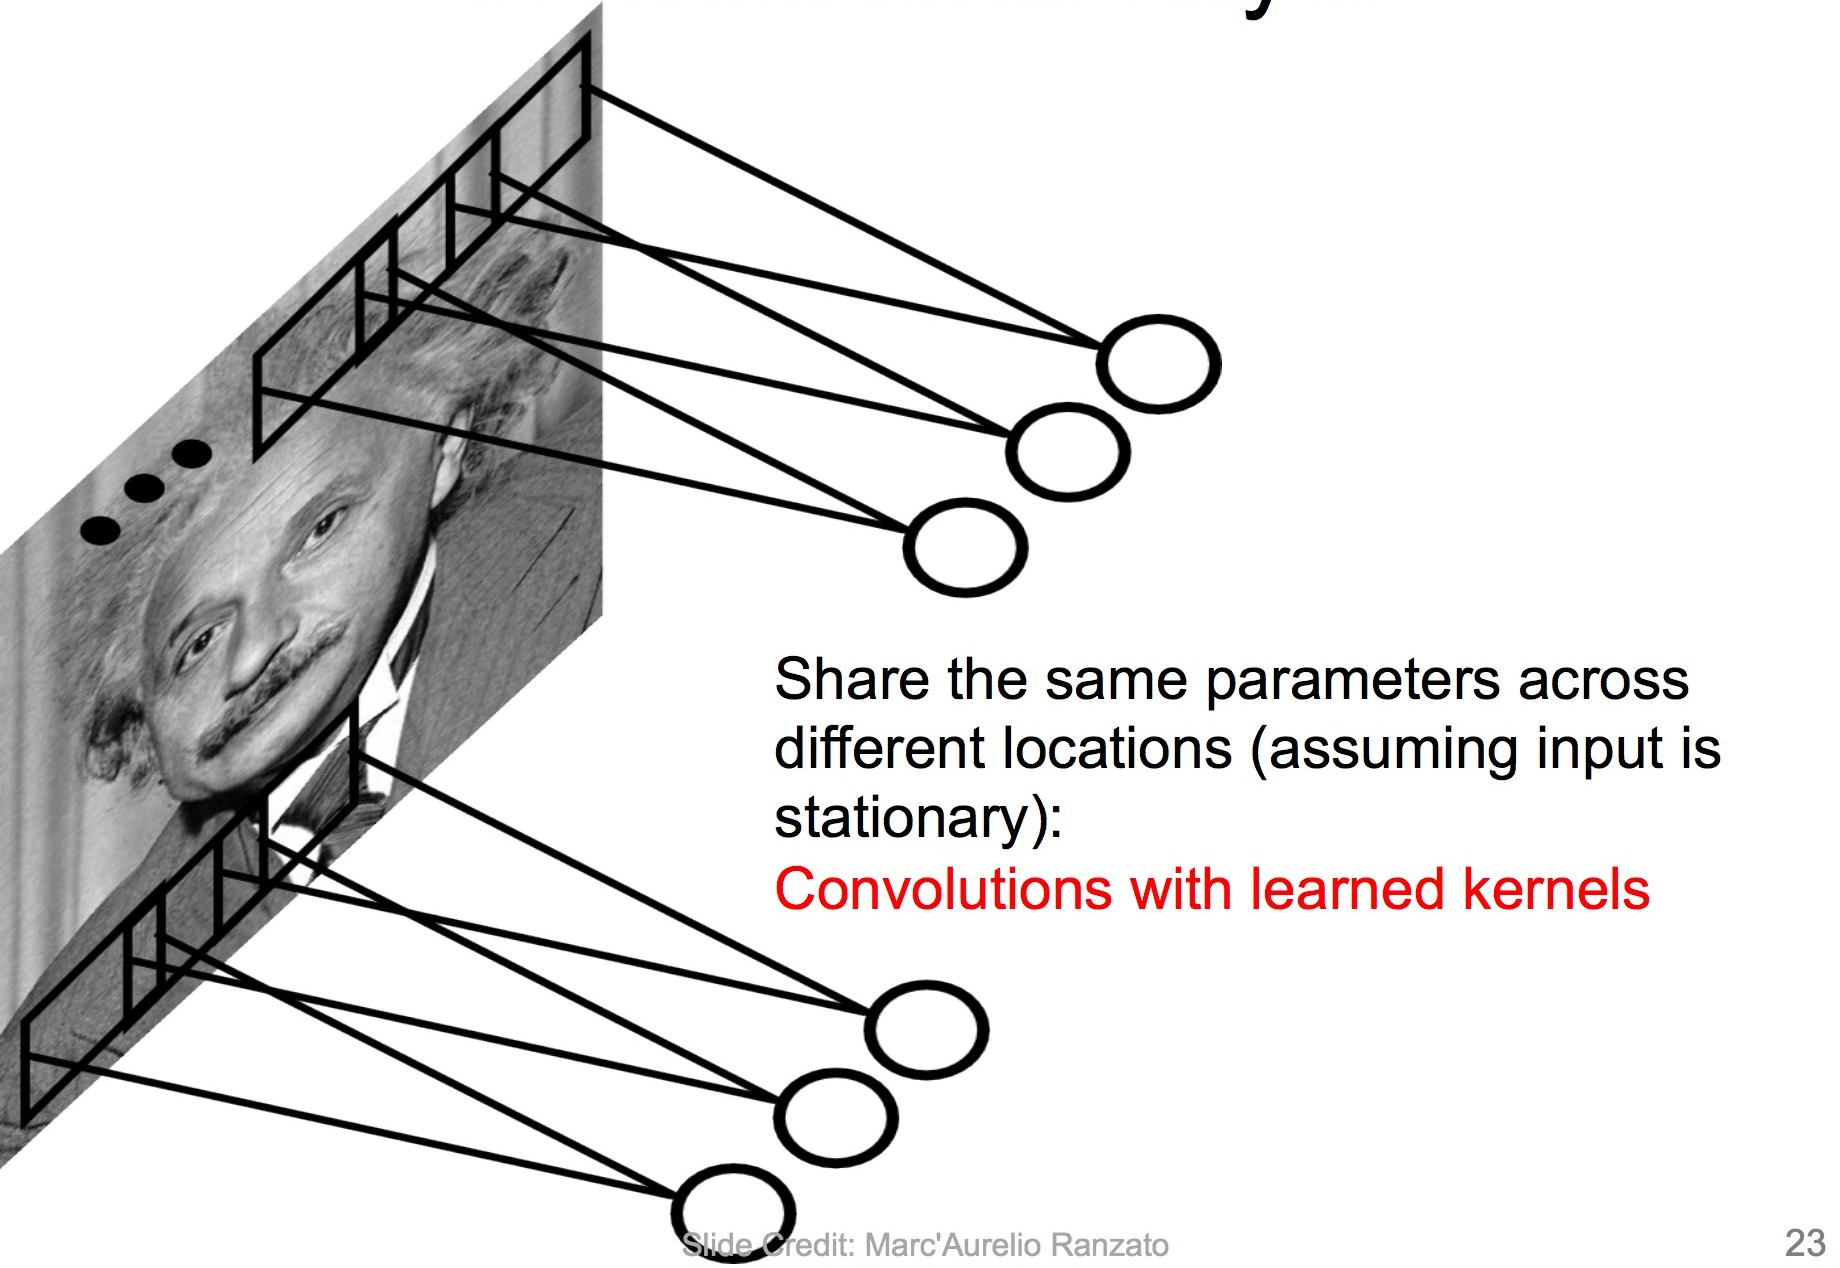 Share the same parameters across
different locations (assuming input is
stationary):
Convolutions with learned kernels
Slide Credit: Marc'Aurelio Ranzato
23